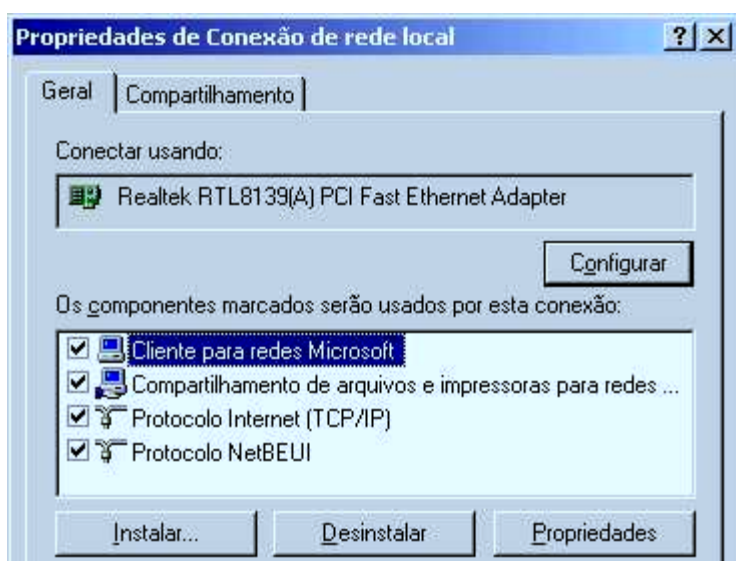 Propriedades de Conexão de rede local
Geral
Compartilhamento
Conectar usando:
Realtek RTL8139(A) PCI Fast Ethernet Adapter
Configurar
Os componentes marcados serão usados por esta conexão:
Cliente para redes Microsoft
Compartilhamento de arquivos e impressoras para redes ...
Protocolo Internet (TCP/IP)
Protocolo NetBEUI
Instalar...
Desinstalar
Propriedades